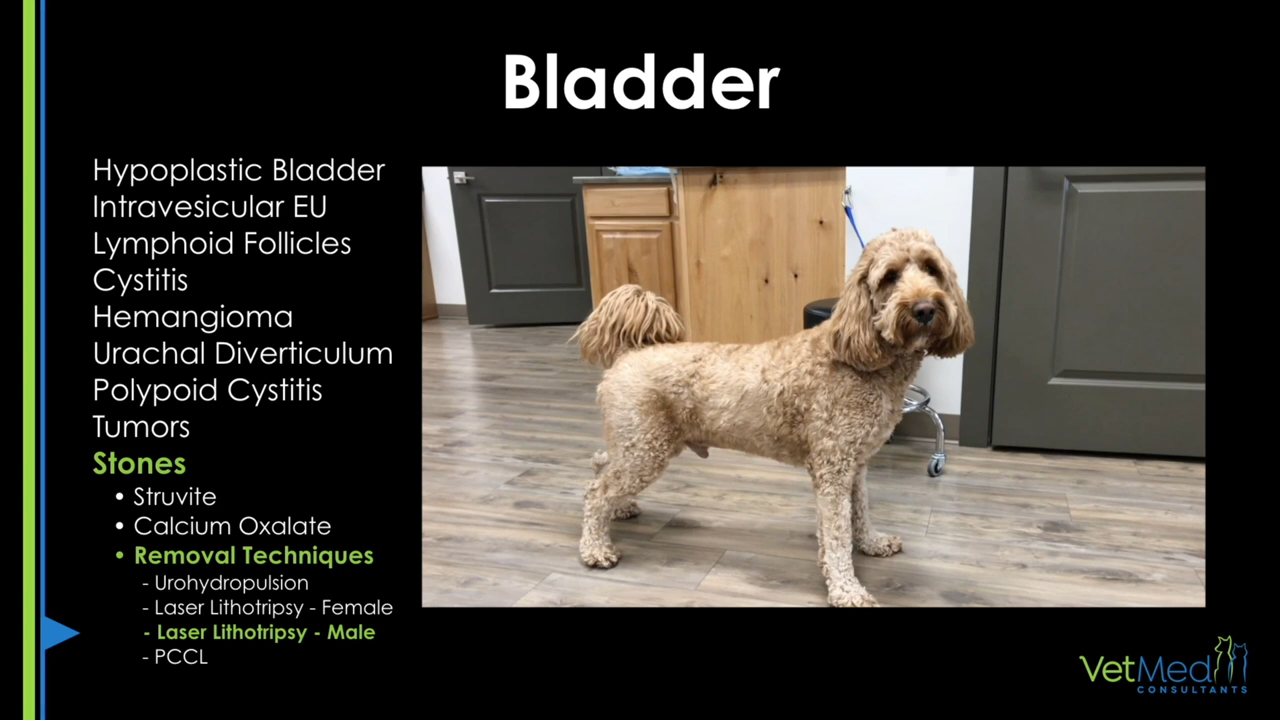 Bladder
Hypoplastic Bladder
Intravesicular EU
Lymphoid Follicles
Cystitis
Hemangioma
Urachal Diverticulum
Polypoid Cystitis
Tumors
Stones
• Struvite
• Calcium Oxalate
• Removal Techniques
- Urohydropulsion
- Laser Lithotripsy - Female
- Laser Lithotripsy - Male
- PCCL
VetMed
CONSULTANTS